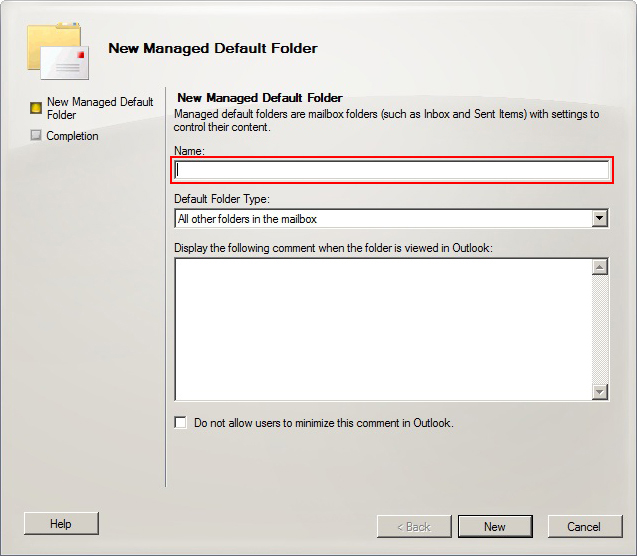 New Managed Default Folder
New Managed Default
Folder
Completion
New Managed Default Folder
Managed default folders are mailbox folders (such as Inbox and Sent Items) with settings to
control their content.
Name:
Default Folder Type:
All other folders in the mailbox
Display the following comment when the folder is viewed in Outlook:
Do not allow users to minimize this comment in Outlook.
Help
< Back
New
Cancel